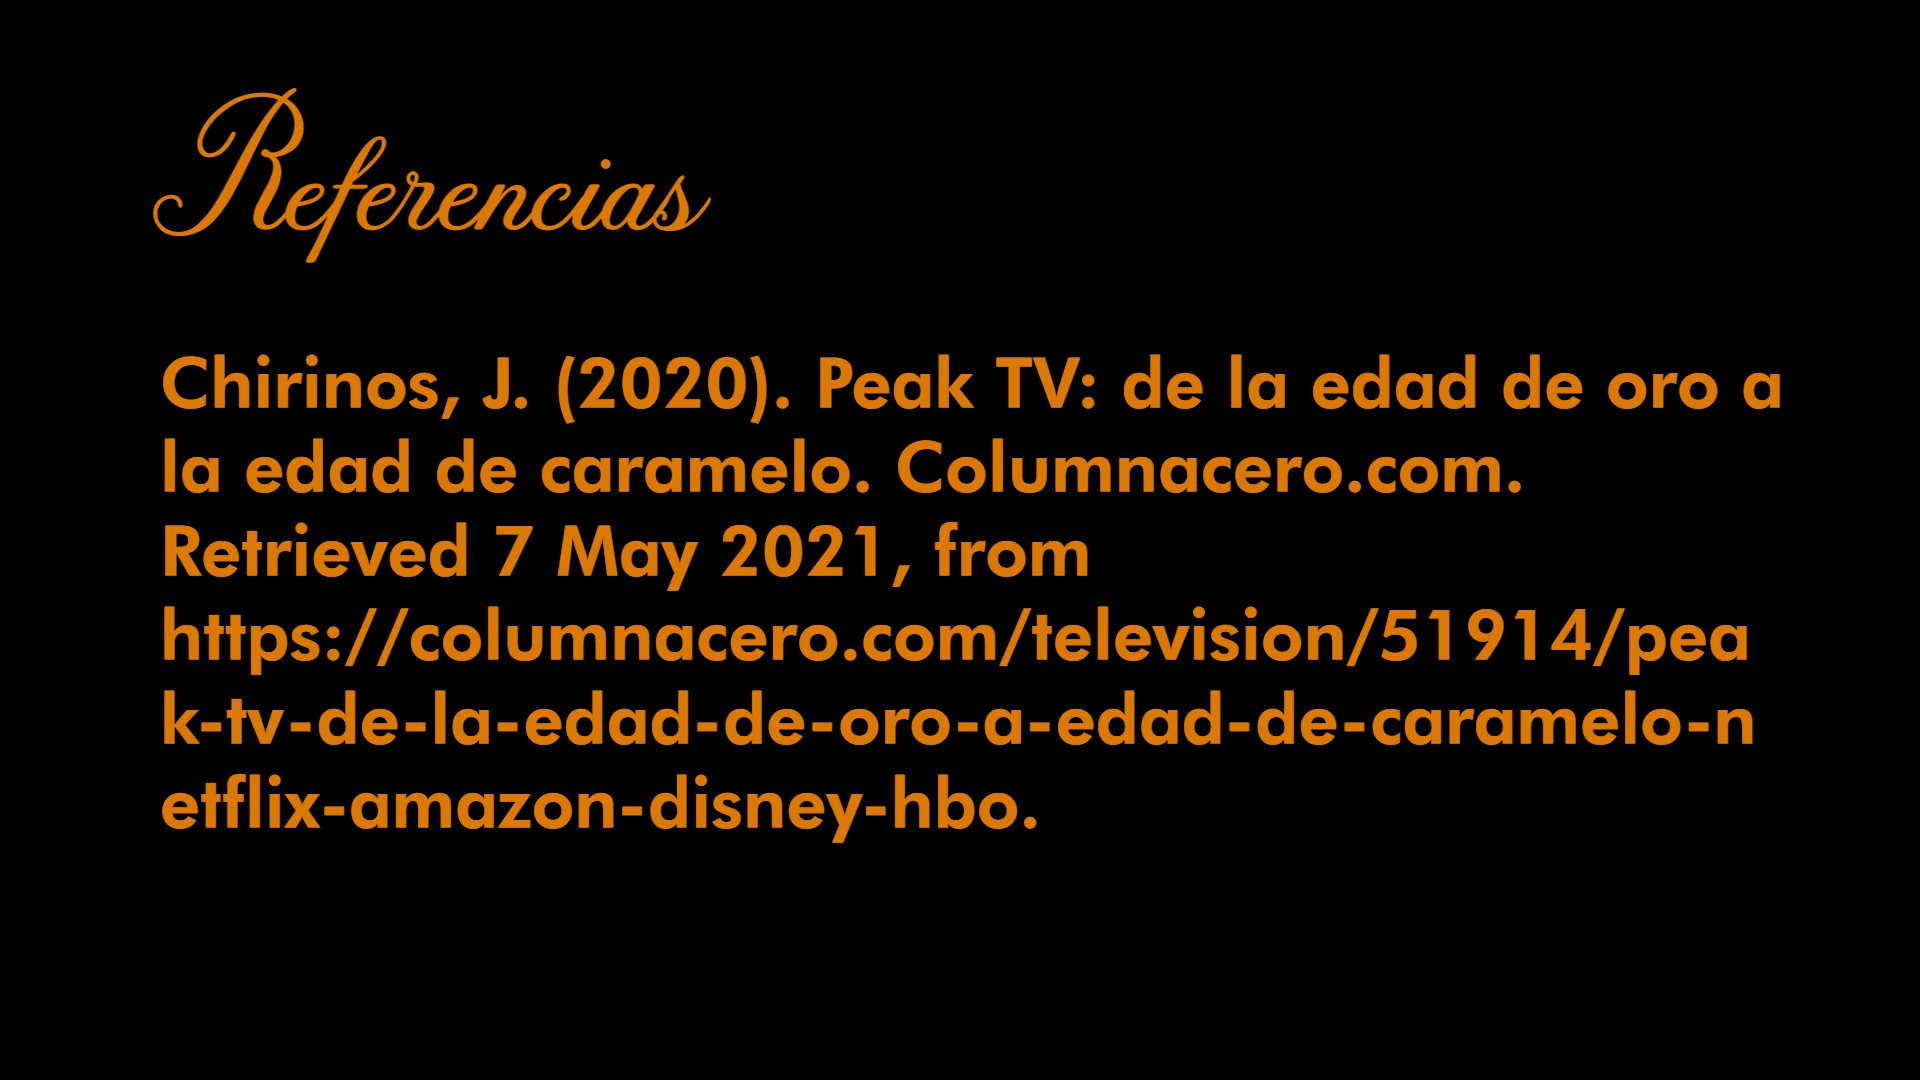 Referencias
Chirinos, J. (2020). Peak TV: de la edad de oro a
la edad de caramelo. Columnacero.com.
Retrieved 7 May 2021, from
https://columnacero.com/television/51914/pea
k-tv-de-la-edad-de-oro-a-edad-de-caramelo-n
etflix-amazon-disney-hbo.